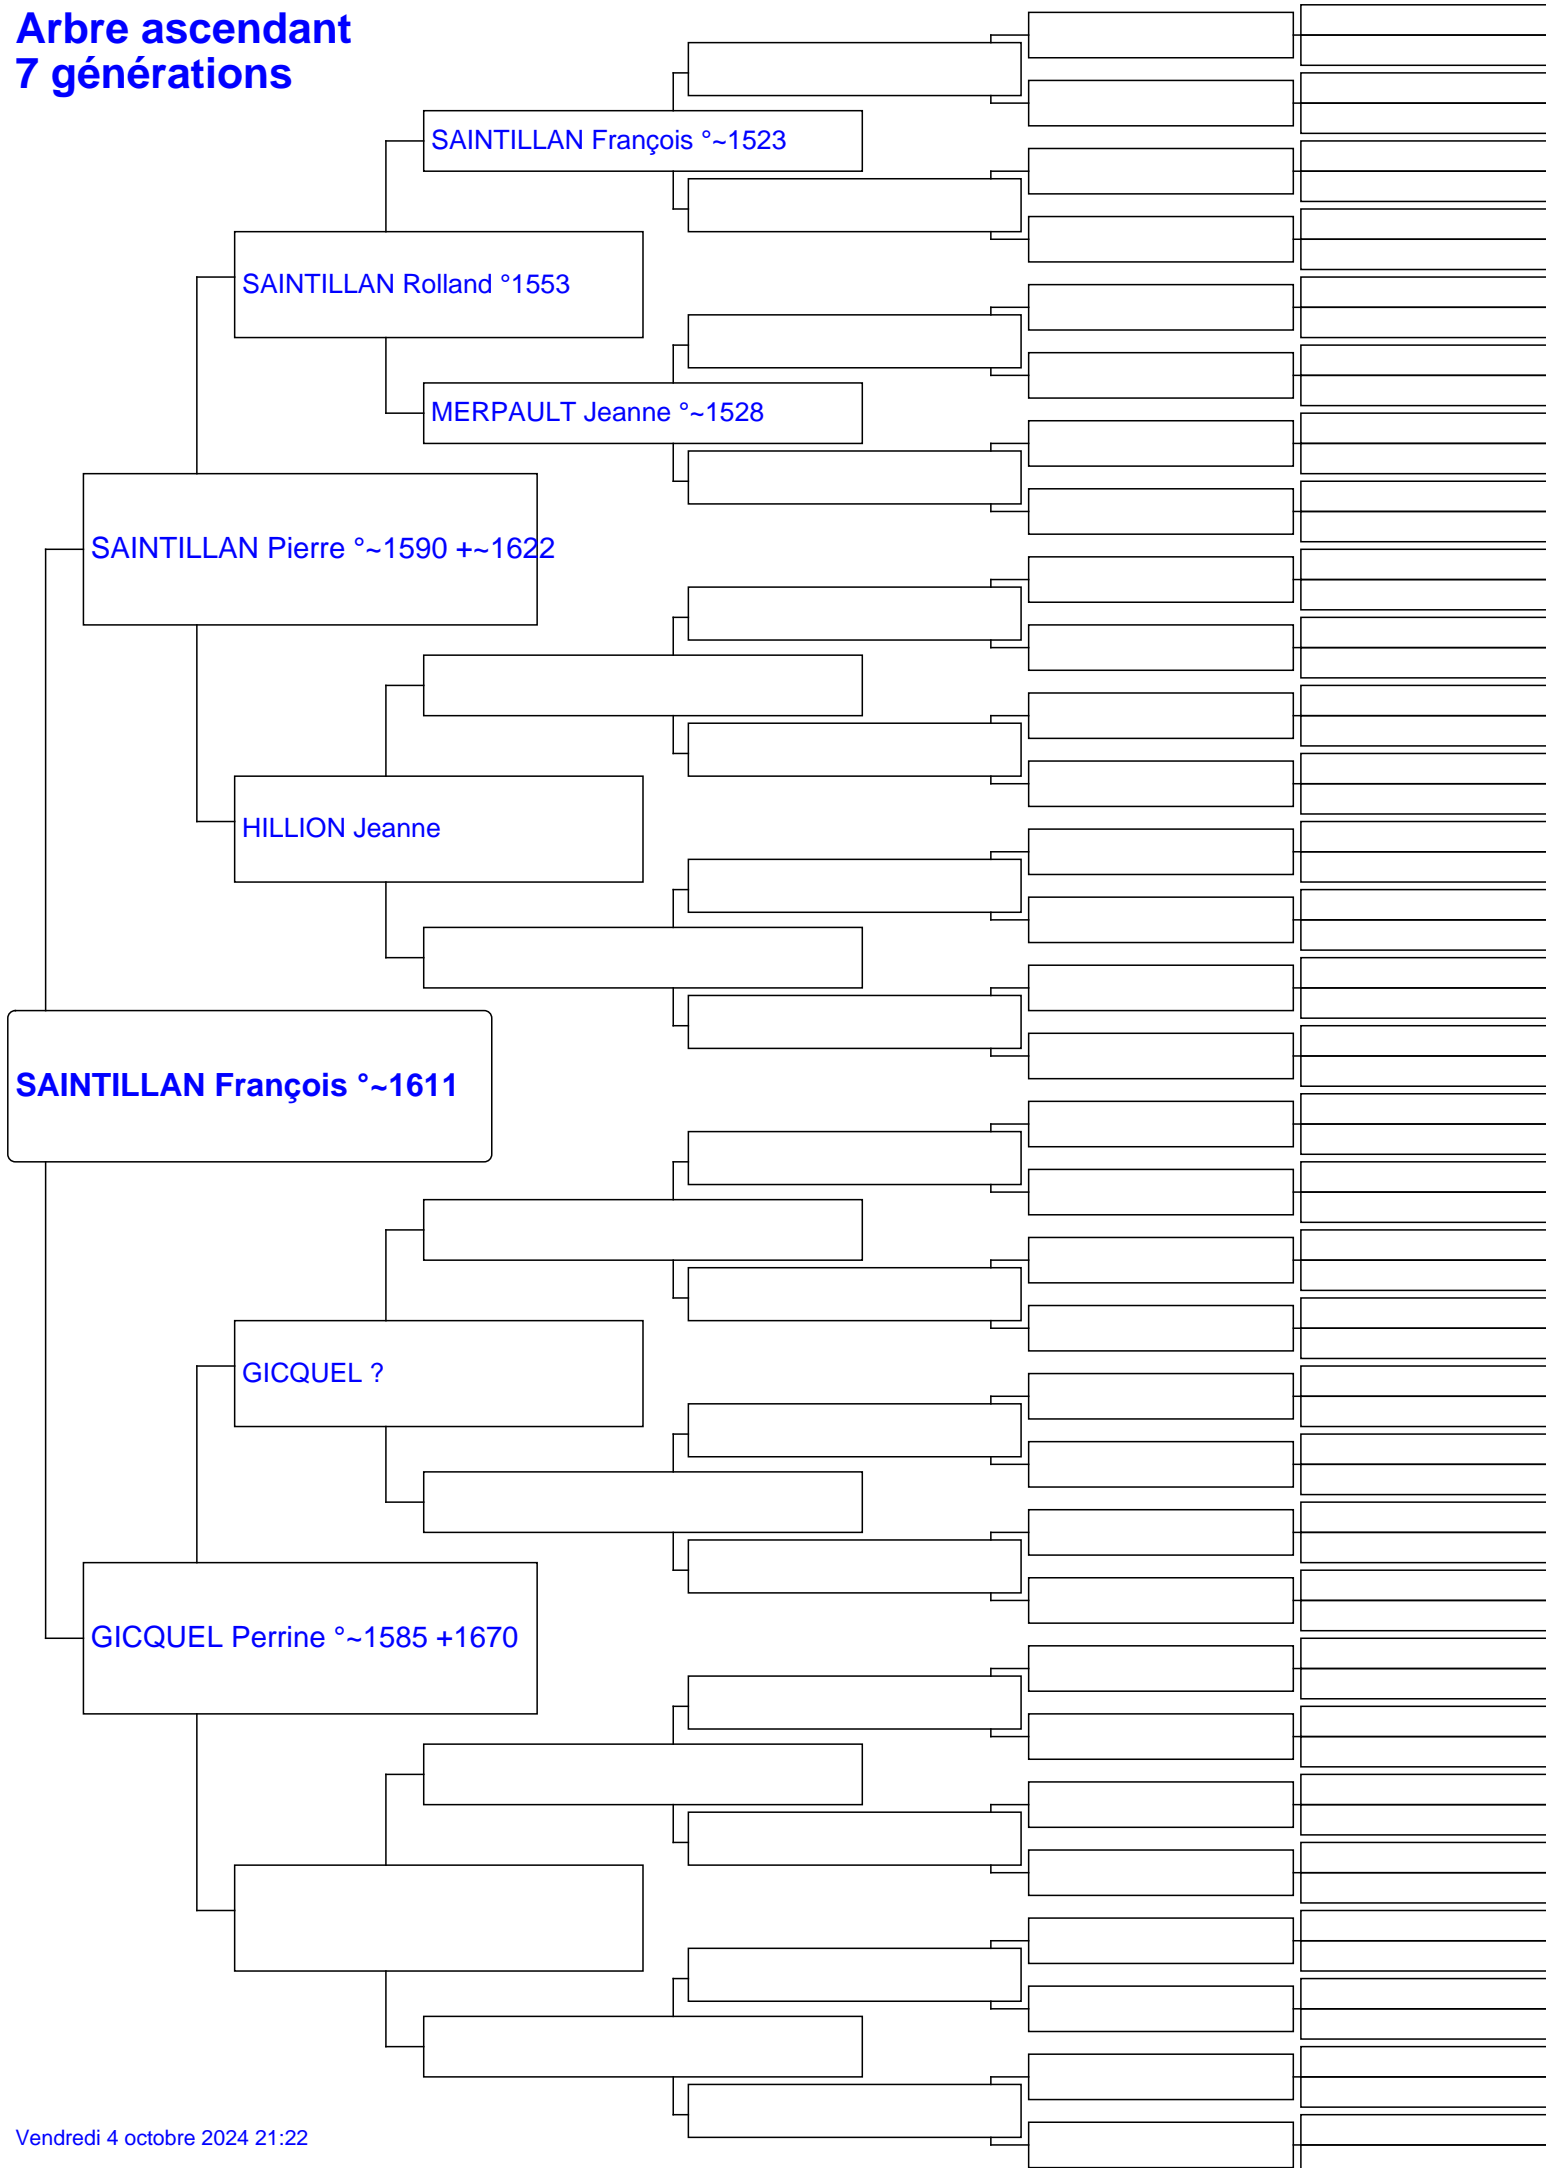 Arbre ascendant
7 générations
SAINTILLAN François °~1523
SAINTILLAN Rolland °1553
MERPAULT Jeanne °~1528
SAINTILLAN Pierre °~1590 +~1622
HILLION Jeanne
SAINTILLAN François °~1611
GICQUEL ?
GICQUEL Perrine °~1585 +1670
Vendredi 4 octobre 2024 21:22